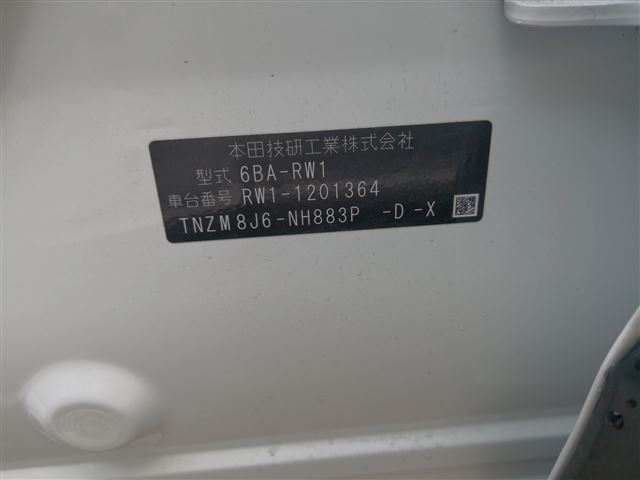 本田技研工業株式会社
型式 6BA-RW1
車台番号 RW1-1201364
TNZM8J6-NH883P -D-X